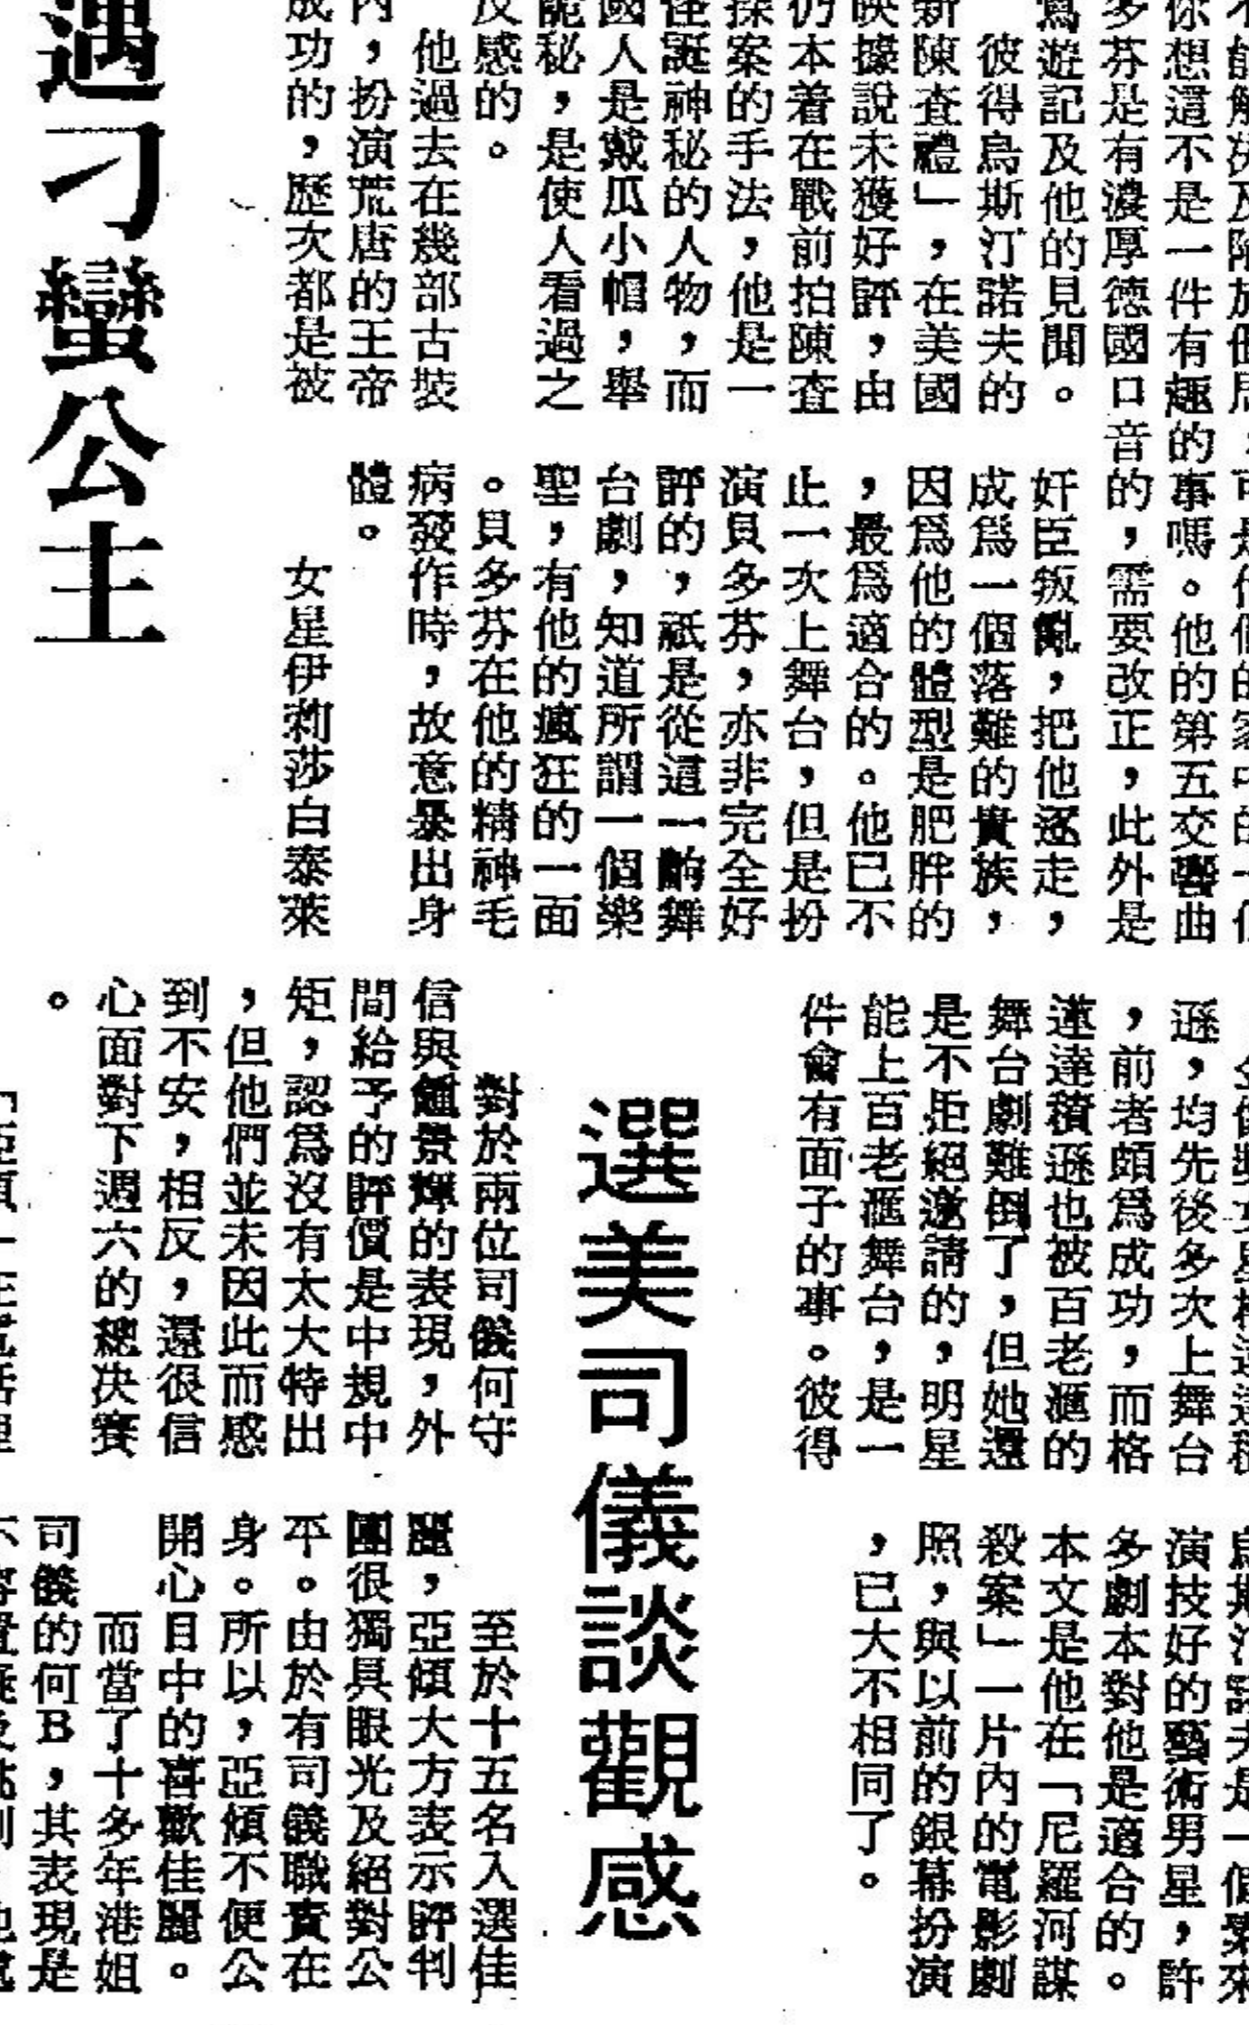 你想這不是一件有趣的事嗎。他的第五交響曲
多芬是有濃厚德國口音的，需要改正，此外是
寫遊記及他的見聞。
彼得烏斯汀諾夫的
新陳查禮」，在美國
映據說未獲好評，由
仍本着在戰前拍陳查
探案的手法，他是一
怪誕神秘的人物，而
國人是戴瓜小帽，舉
能秘，是使人看過之
反感的。
他過去在幾部古裝
內，扮演荒唐的王帝
成功的，歷次都是被
奸臣叛亂，把他逐走，
成爲一個落難的貴族，
因爲他的體型是肥胖的
，最爲適合的。他已不
止一次上舞台，但是扮
演貝多芬，亦非完全好
評的，祇是從這一齣舞
台劇，知道所謂一個樂
聖，有他的瘋狂的一面
。貝多芬在他的精神毛
病發作時，故意暴出身
體。
女星伊莉莎白泰萊
遇刁蠻公主
遜，均先後多次上舞台
，前者頗爲成功，而格
蓮達積遜也被百老滙的
舞台劇難倒了，但她還
是不拒絕邀請的，明星
能上百老滙舞台，是一
件會有面子的事。彼得
烏斯汀諾夫是一個素來
演技好的藝術男星，許
多劇本對他是適合的。
本文是他在「尼羅河謀
殺案」一片內的電影劇
照，與以前的銀幕扮演
，已大不相同了。
選美司儀談觀感
對於兩位司儀何守
信與鍾景輝的表現，外
間給予的評價是中規中
矩，認爲沒有太大特出
，但他們並未因此而感
到不安，相反，還很信
心面對下週六的總決賽
。
至於十五名入選佳
麗，亞傾大方表示評判
團很獨具眼光及絕對公
平。由於有司儀職責在
身。所以，亞傾不便公
開心目中的喜歡佳麗。
而當了十多年港姐
司儀的何B，其表現是